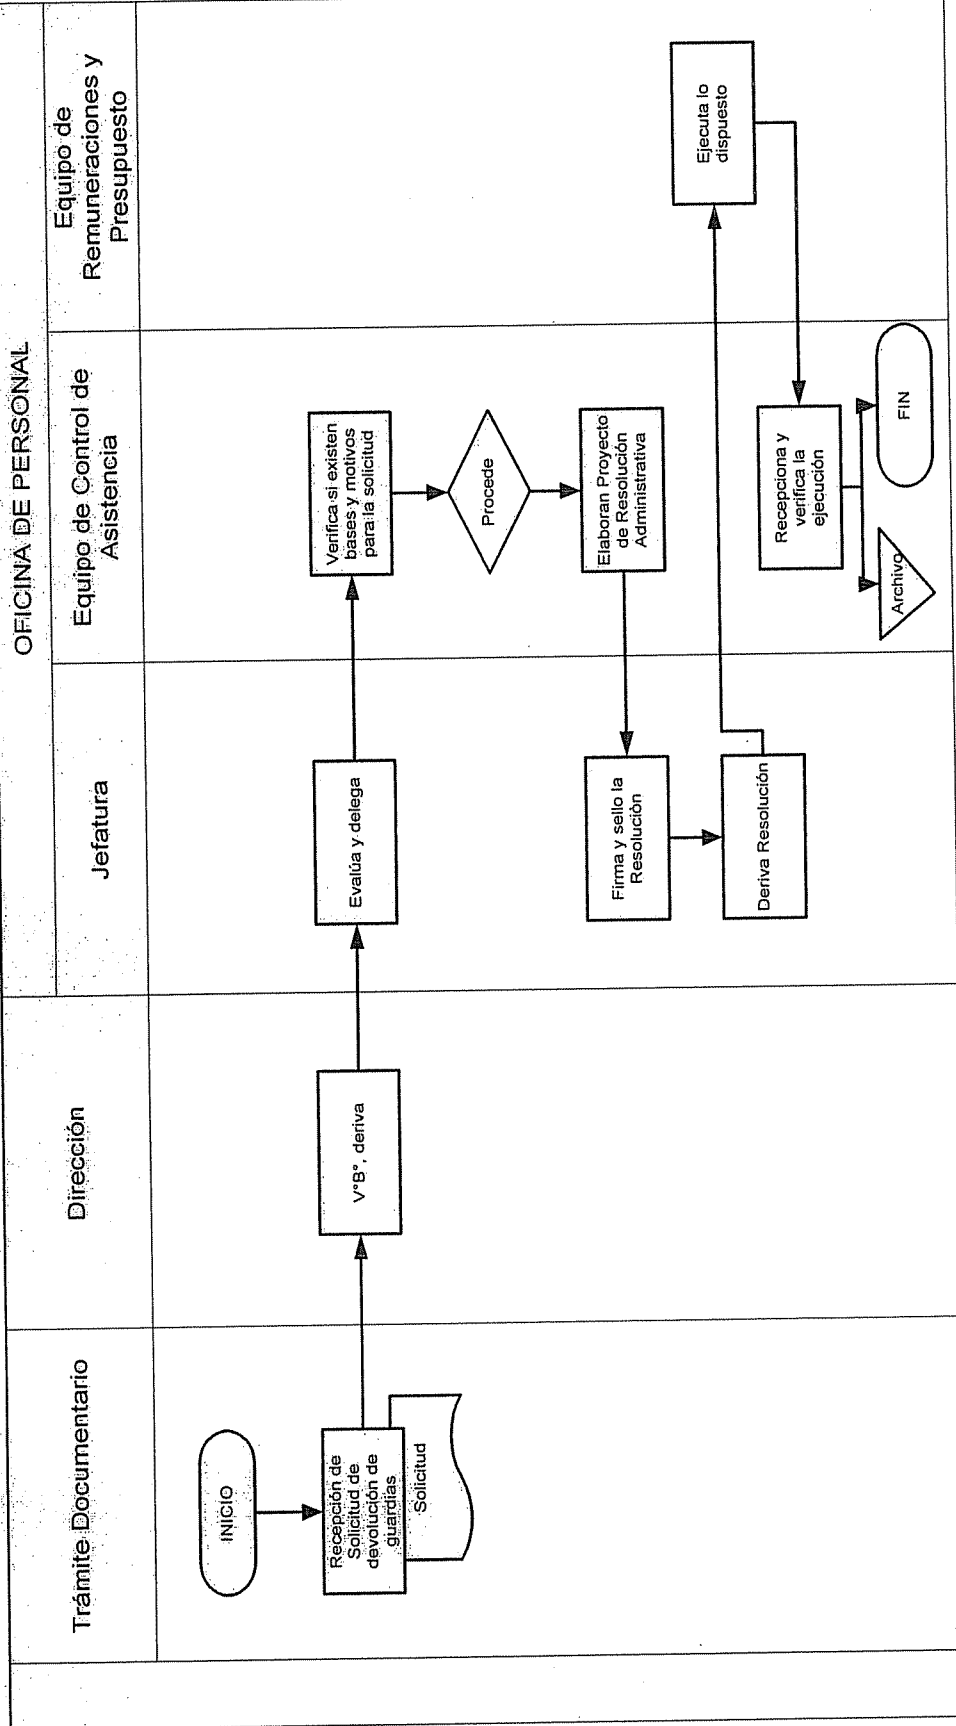 OFICINA DE PERSONAL
Trámite Documentario
Dirección
Jefatura
Equipo de Control de
Asistencia
Equipo de
Remuneraciones y
Presupuesto
INICIO
Recepción de
Solicitud de
devolución de
guardias
Solicitud
V°B°, deriva
Evalúa y delega
Verifica si existen
bases y motivos
para la solicitud
Procede
Elaboran Proyecto
de Resolución
Administrativa
Firma y sello la
Resolución
Deriva Resolución
Ejecuta lo
dispuesto
Recepciona y
verifica la
ejecución
Archivo
FIN